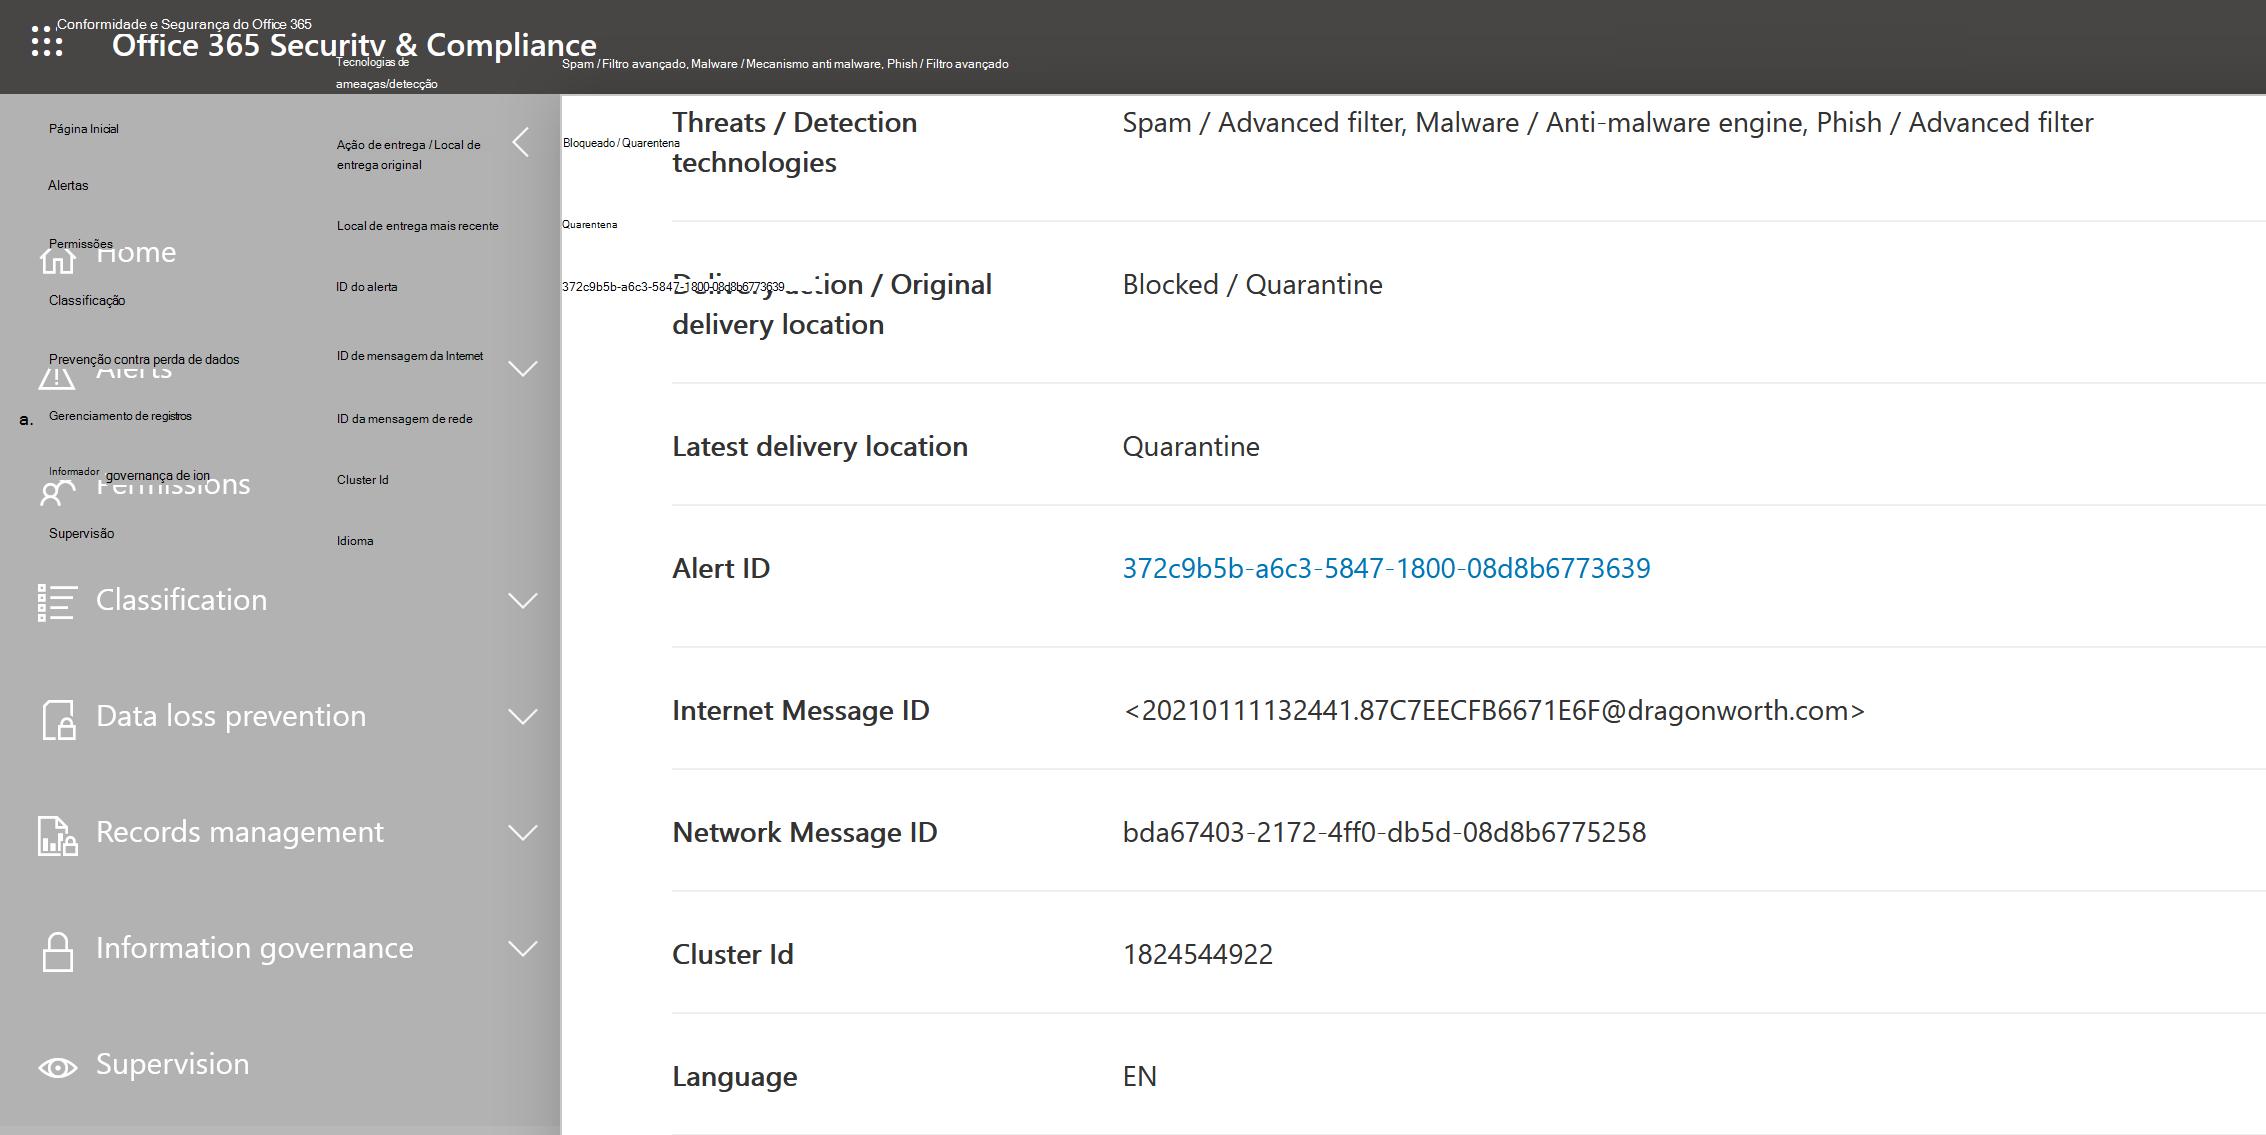 Conformidade e Segurança do Office 365
Office 365 Security & Compliance
Tecnologias de
ameaças/detecção
Spam / Filtro avançado, Malware / Mecanismo anti malware, Phish / Filtro avançado
Página Inicial
Alertas
Permissões
Home
Classificação
Prevenção contra perda de dados
Alerts
a.
Gerenciamento de registros
Informador
governança de ion
Permissions
Supervisão
Classification
Data loss prevention
Records management
Information governance
Supervision
Ação de entrega / Local de
entrega original
Local de entrega mais recente
ID do alerta
ID de mensagem da Internet
ID da mensagem de rede
Cluster Id
Idioma
Bloqueado / Quarentena
Quarentena
372c9b5b-a6c3-5847-1800-08d8b6773639
Threats / Detection
technologies
Spam / Advanced filter, Malware / Anti-malware engine, Phish / Advanced filter
Delivery action / Original
delivery location
Blocked / Quarantine
Latest delivery location
Quarantine
Alert ID
372c9b5b-a6c3-5847-1800-08d8b6773639
Internet Message ID
<20210111132441.87C7EECFB6671E6F@dragonworth.com>
Network Message ID
bda67403-2172-4ff0-db5d-08d8b6775258
Cluster Id
1824544922
Language
EN